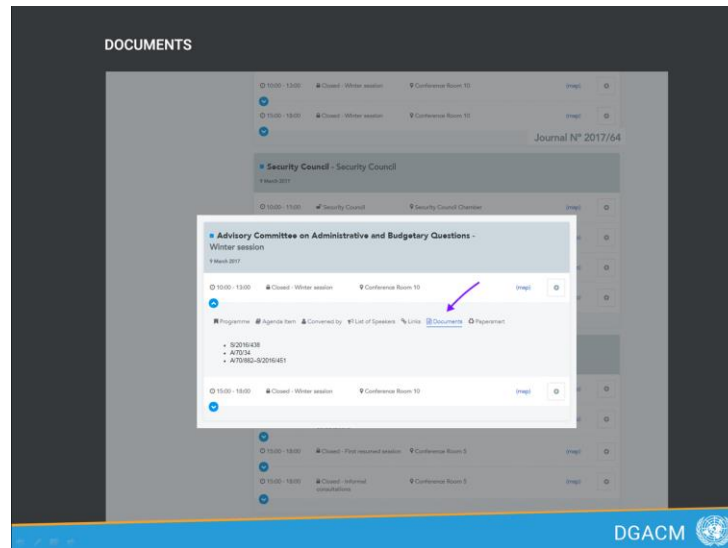 DOCUMENTS
10:00 - 13:00 Closed - Winter session Conference Room 10 (map)
15:00 - 18:00 Closed - Winter session Conference Room 10 (map)
Journal Nº 2017/64
Security Council - Security Council
9 March 2017
10:00 - 13:00 Security Council Security Council Chamber (map)
Advisory Committee on Administrative and Budgetary Questions -
Winter session
9 March 2017
10:00 - 13:00 Closed - Winter session Conference Room 10 (map)
Programme Agenda Item Convened by List of Speakers Links Documents Papersmart
S/2016/438
A/70/34
A/70/882–S/2016/451
15:00 - 18:00 Closed - Winter session Conference Room 10 (map)
15:00 - 18:00 Closed - First resumed session Conference Room 5 (map)
15:00 - 18:00 Closed - Informal Conference Room 5 (map)
consultations
DGACM